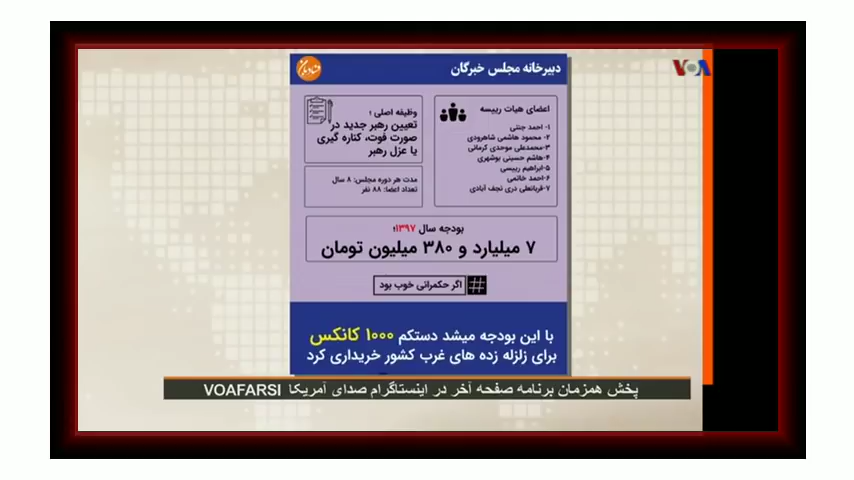 دبیرخانه مجلس خبرگان
VOA
اعضای هیات رییسه
۱- احمد جنتی
۲- محمود هاشمی شاهرودی
۳-محمدعلی موحدی کرمانی
۴-هاشم حسینی بوشهری
۵-ابراهیم رییسی
۶-احمد خاتمی
۷-قربانعلی دری نجف آبادی
وظیفه اصلی :
تعیین رهبر جدید در
صورت فوت، کناره گیری
یا عزل رهبر
مدت هر دوره مجلس: ۸ سال
تعداد اعضا: ۸۸ نفر
بودجه سال ۱۳۹۷:
۷ میلیارد و ۳۸۰ میلیون تومان
# اگر حکمرانی خوب بود
با این بودجه میشد دستکم ۱۰۰۰ کانکس
برای زلزله زده های غرب کشور خریداری کرد
پخش همزمان برنامه صفحه آخر در اینستاگرام صدای آمریکا VOAFARSI